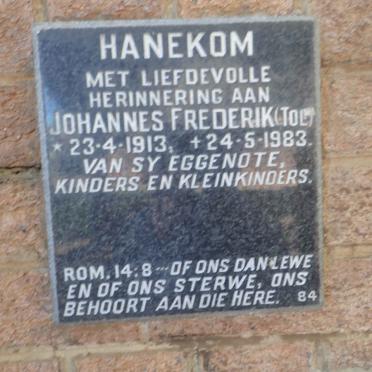 HANEKOM
MET LIEFDEVOLLE
HERINNERING AAN
JOHANNES FREDERIK (TOL)
* 23-4-1913, + 24-5-1983.
VAN SY EGGENOTE,
KINDERS EN KLEINKINDERS.
ROM. 14:8 --- OF ONS DAN LEWE
EN OF ONS STERWE, ONS
BEHOORT AAN DIE HERE. 84